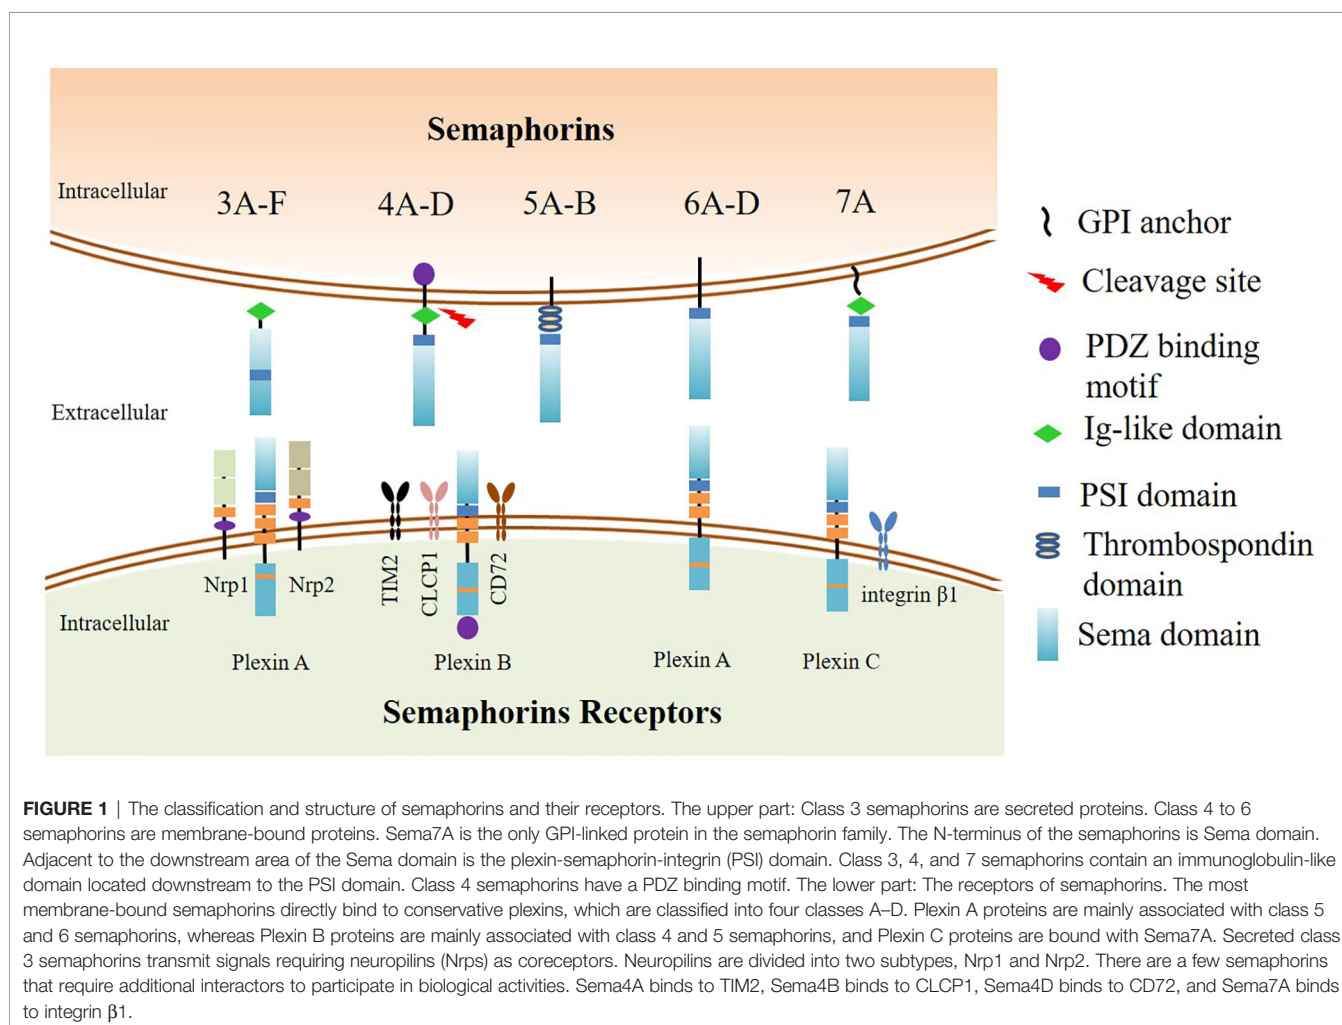 Semaphorins
Intracellular
3A-F
4A-D
5A-B
6A-D
7A
GPI anchor
Cleavage site
PDZ binding
motif
Ig-like domain
PSI domain
Thrombospondin
domain
Sema domain
Extracellular
Nrp1
Nrp2
TIM2
CLCP1
CD72
integrin β1
Intracellular
Plexin A
Plexin B
Plexin A
Plexin C
Semaphorins Receptors
FIGURE 1 | The classification and structure of semaphorins and their receptors. The upper part: Class 3 semaphorins are secreted proteins. Class 4 to 6
semaphorins are membrane-bound proteins. Sema7A is the only GPI-linked protein in the semaphorin family. The N-terminus of the semaphorins is Sema domain.
Adjacent to the downstream area of the Sema domain is the plexin-semaphorin-integrin (PSI) domain. Class 3, 4, and 7 semaphorins contain an immunoglobulin-like
domain located downstream to the PSI domain. Class 4 semaphorins have a PDZ binding motif. The lower part: The receptors of semaphorins. The most
membrane-bound semaphorins directly bind to conservative plexins, which are classified into four classes A–D. Plexin A proteins are mainly associated with class 5
and 6 semaphorins, whereas Plexin B proteins are mainly associated with class 4 and 5 semaphorins, and Plexin C proteins are bound with Sema7A. Secreted class
3 semaphorins transmit signals requiring neuropilins (Nrps) as coreceptors. Neuropilins are divided into two subtypes, Nrp1 and Nrp2. There are a few semaphorins
that require additional interactors to participate in biological activities. Sema4A binds to TIM2, Sema4B binds to CLCP1, Sema4D binds to CD72, and Sema7A binds
to integrin β1.